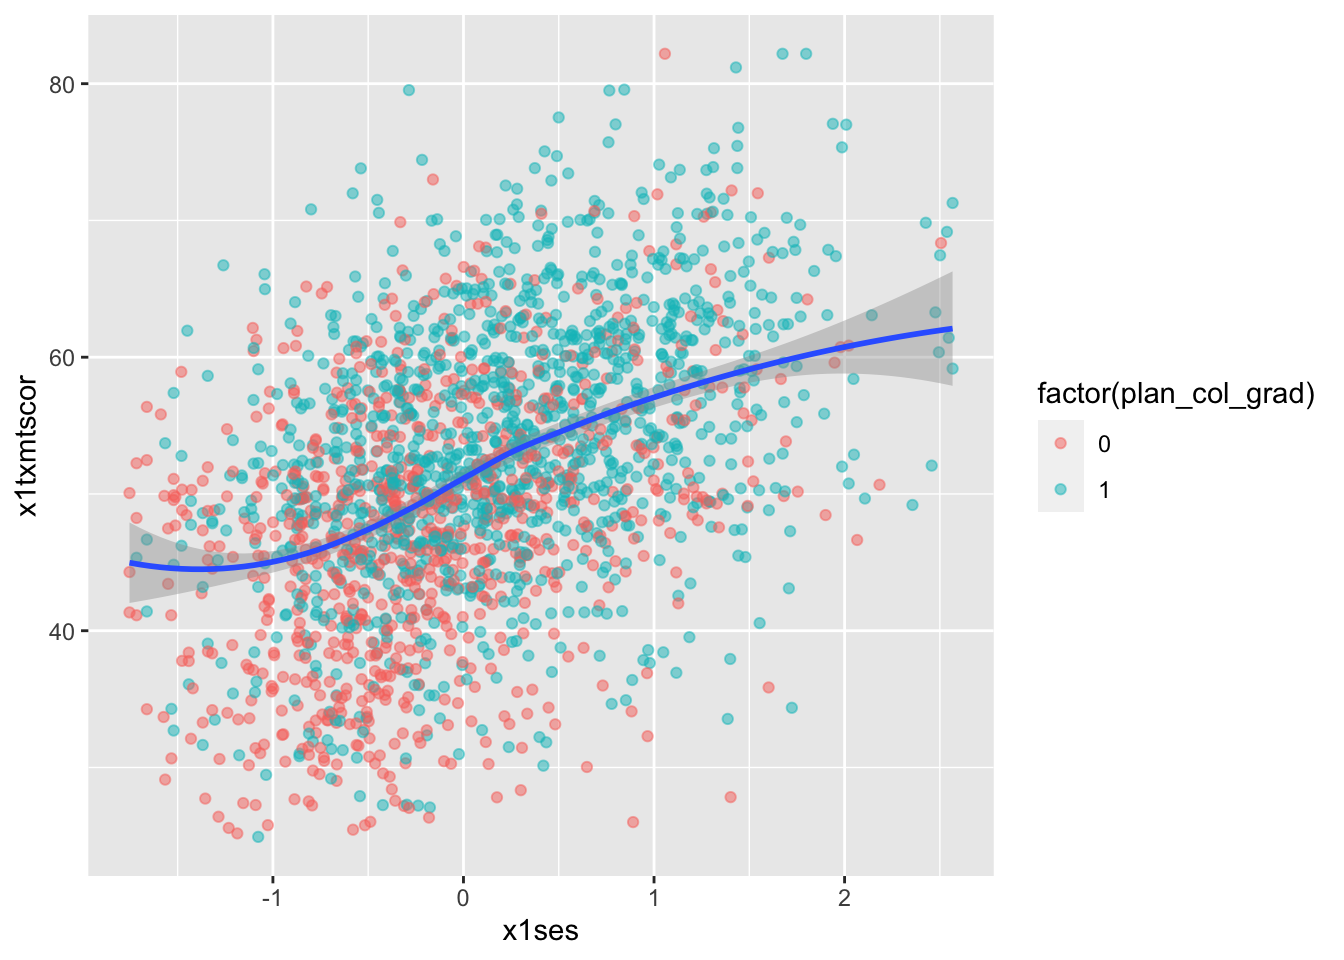 80
60
40
x1txmtscor
-1 0 1 2
x1ses
factor(plan_col_grad)
0
1